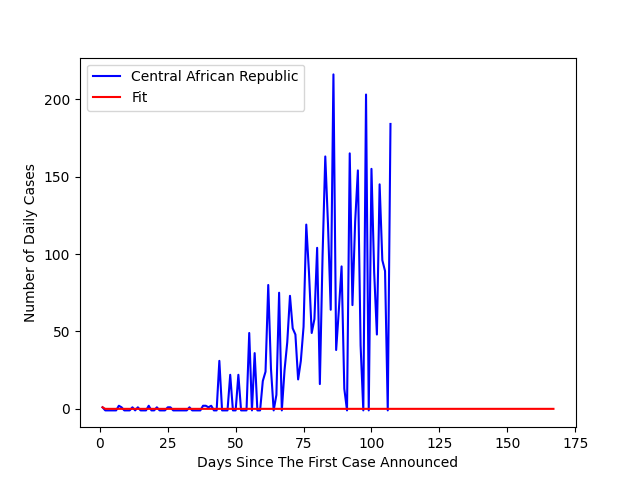 Central African Republic
Fit
200
150
100
50
0
Number of Daily Cases
0 25 50 75 100 125 150 175
Days Since The First Case Announced